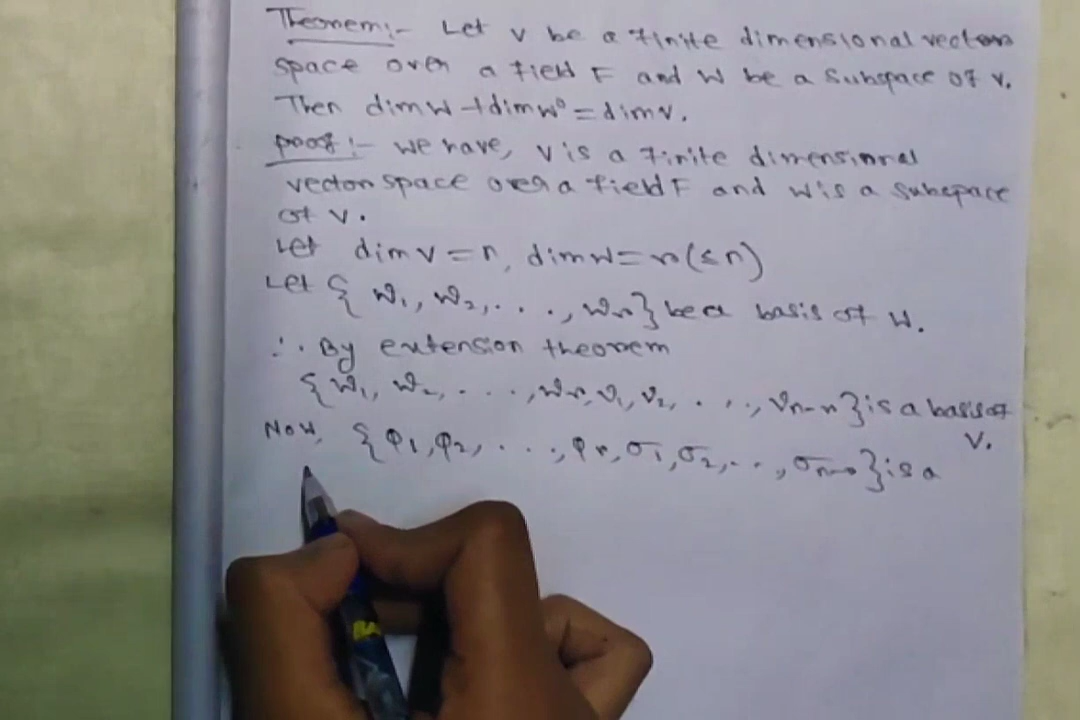 Theorem:- Let V be a finite dimensional vector
space over a field F and W be a subspace of V.
Then dim W + dim W⁰ = dim V.
proof:- we have, V is a finite dimensional
vector space over a field F and W is a subspace
of V.
Let dim V = n, dim W = r (≤ n)
Let {w₁, w₂, . . ., wᵣ} be a basis of W.
∴ By extension theorem
{w₁, w₂, . . . ., wᵣ, v₁, v₂, . . ., vₙ₋ᵣ} is a basis of
V.
Now, {φ₁, φ₂, . . ., φᵣ, σ₁, σ₂, . . ., σₙ₋ᵣ} is a